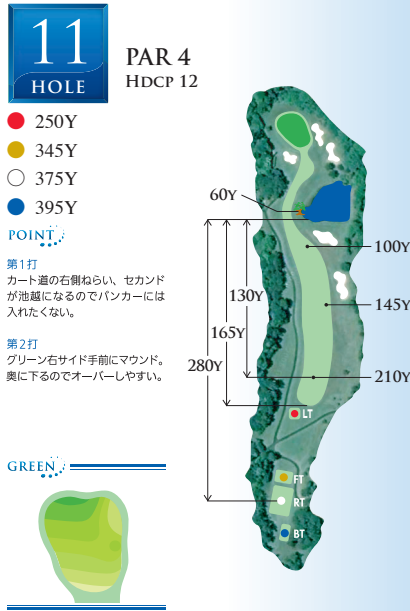 11
HOLE
PAR 4
HDCP 12
250Y
345Y
375Y
395Y
POINT
第1打
カート道の右側ねらい、セカンド
が池越になるのでバンカーには
入れたくない。
第2打
グリーン右サイド手前にマウンド。
奥に下るのでオーバーしやすい。
GREEN
60Y
100Y
130Y
145Y
165Y
280Y
210Y
LT
FT
RT
BT